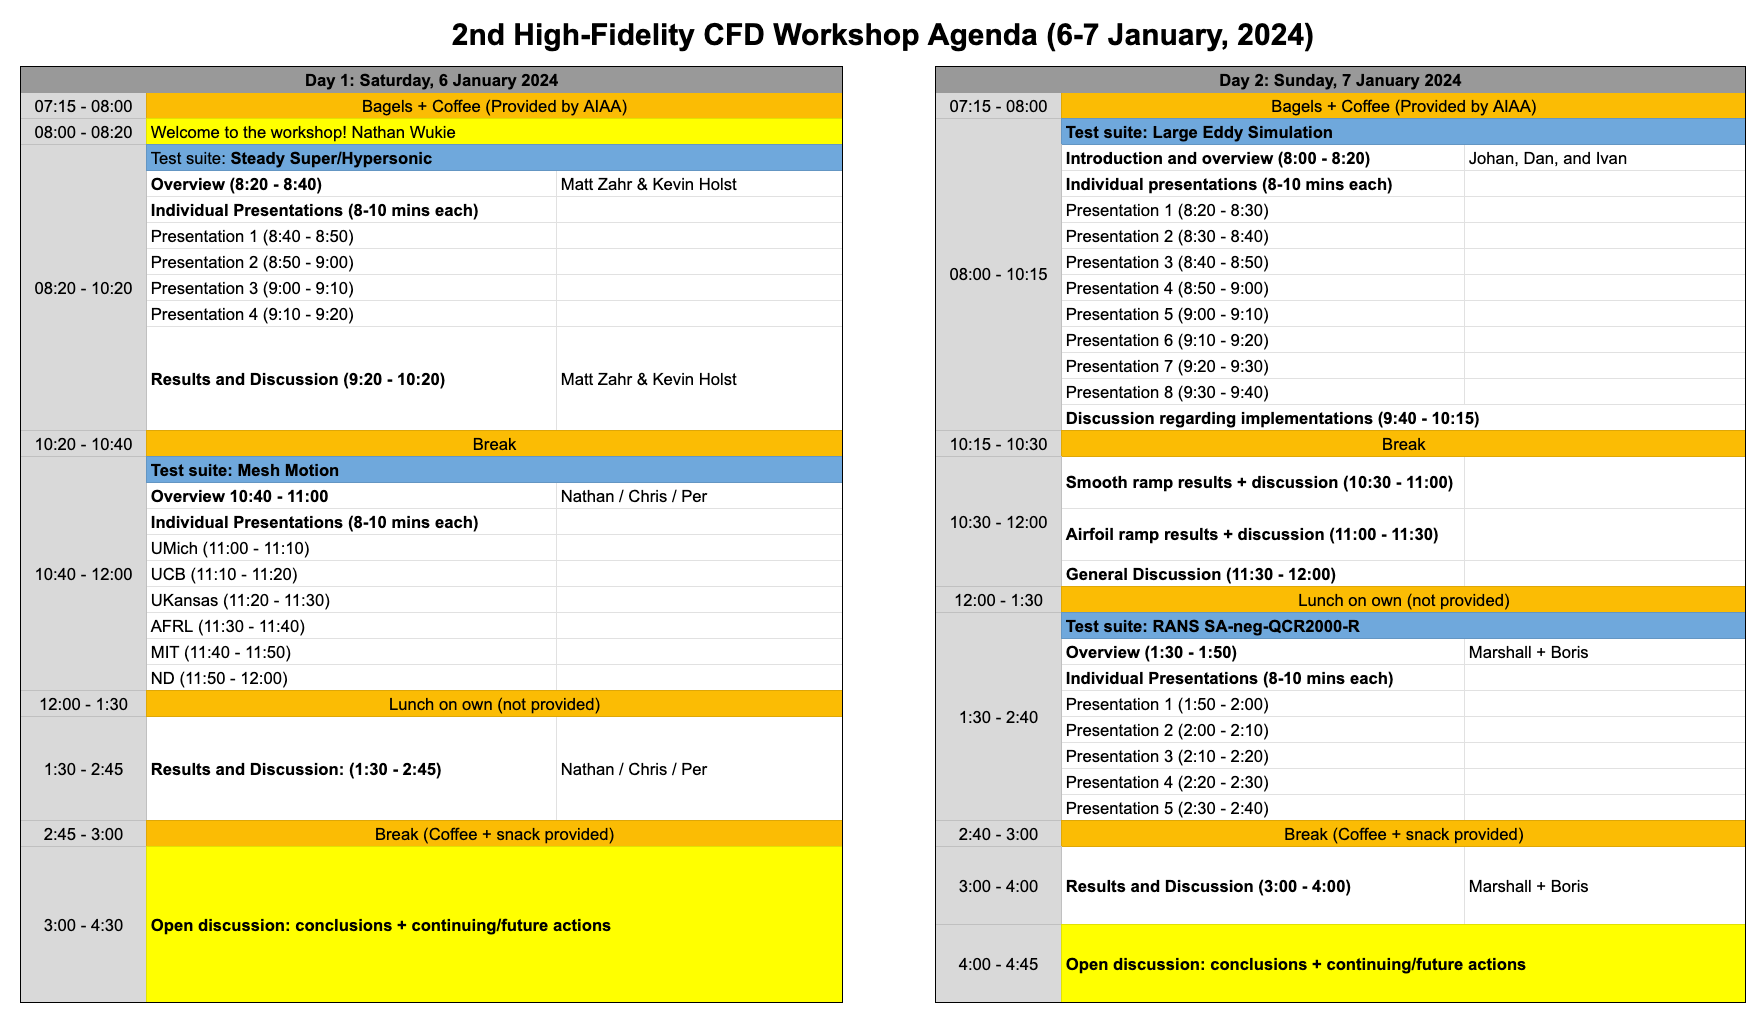 2nd High-Fidelity CFD Workshop Agenda (6-7 January, 2024)
Day 1: Saturday, 6 January 2024
07:15 - 08:00 Bagels + Coffee (Provided by AIAA)
08:00 - 08:20 Welcome to the workshop! Nathan Wukie
08:20 - 10:20
Test suite: Steady Super/Hypersonic
Overview (8:20 - 8:40) Matt Zahr & Kevin Holst
Individual Presentations (8-10 mins each)
Presentation 1 (8:40 - 8:50)
Presentation 2 (8:50 - 9:00)
Presentation 3 (9:00 - 9:10)
Presentation 4 (9:10 - 9:20)
Results and Discussion (9:20 - 10:20) Matt Zahr & Kevin Holst
10:20 - 10:40 Break
10:40 - 12:00
Test suite: Mesh Motion
Overview 10:40 - 11:00 Nathan / Chris / Per
Individual Presentations (8-10 mins each)
UMich (11:00 - 11:10)
UCB (11:10 - 11:20)
UKansas (11:20 - 11:30)
AFRL (11:30 - 11:40)
MIT (11:40 - 11:50)
ND (11:50 - 12:00)
12:00 - 1:30 Lunch on own (not provided)
1:30 - 2:45 Results and Discussion: (1:30 - 2:45) Nathan / Chris / Per
2:45 - 3:00 Break (Coffee + snack provided)
3:00 - 4:30 Open discussion: conclusions + continuing/future actions
Day 2: Sunday, 7 January 2024
07:15 - 08:00 Bagels + Coffee (Provided by AIAA)
08:00 - 10:15
Test suite: Large Eddy Simulation
Introduction and overview (8:00 - 8:20) Johan, Dan, and Ivan
Individual presentations (8-10 mins each)
Presentation 1 (8:20 - 8:30)
Presentation 2 (8:30 - 8:40)
Presentation 3 (8:40 - 8:50)
Presentation 4 (8:50 - 9:00)
Presentation 5 (9:00 - 9:10)
Presentation 6 (9:10 - 9:20)
Presentation 7 (9:20 - 9:30)
Presentation 8 (9:30 - 9:40)
Discussion regarding implementations (9:40 - 10:15)
10:15 - 10:30 Break
10:30 - 12:00
Smooth ramp results + discussion (10:30 - 11:00)
Airfoil ramp results + discussion (11:00 - 11:30)
General Discussion (11:30 - 12:00)
12:00 - 1:30 Lunch on own (not provided)
1:30 - 2:40
Test suite: RANS SA-neg-QCR2000-R
Overview (1:30 - 1:50) Marshall + Boris
Individual Presentations (8-10 mins each)
Presentation 1 (1:50 - 2:00)
Presentation 2 (2:00 - 2:10)
Presentation 3 (2:10 - 2:20)
Presentation 4 (2:20 - 2:30)
Presentation 5 (2:30 - 2:40)
2:40 - 3:00 Break (Coffee + snack provided)
3:00 - 4:00 Results and Discussion (3:00 - 4:00) Marshall + Boris
4:00 - 4:45 Open discussion: conclusions + continuing/future actions